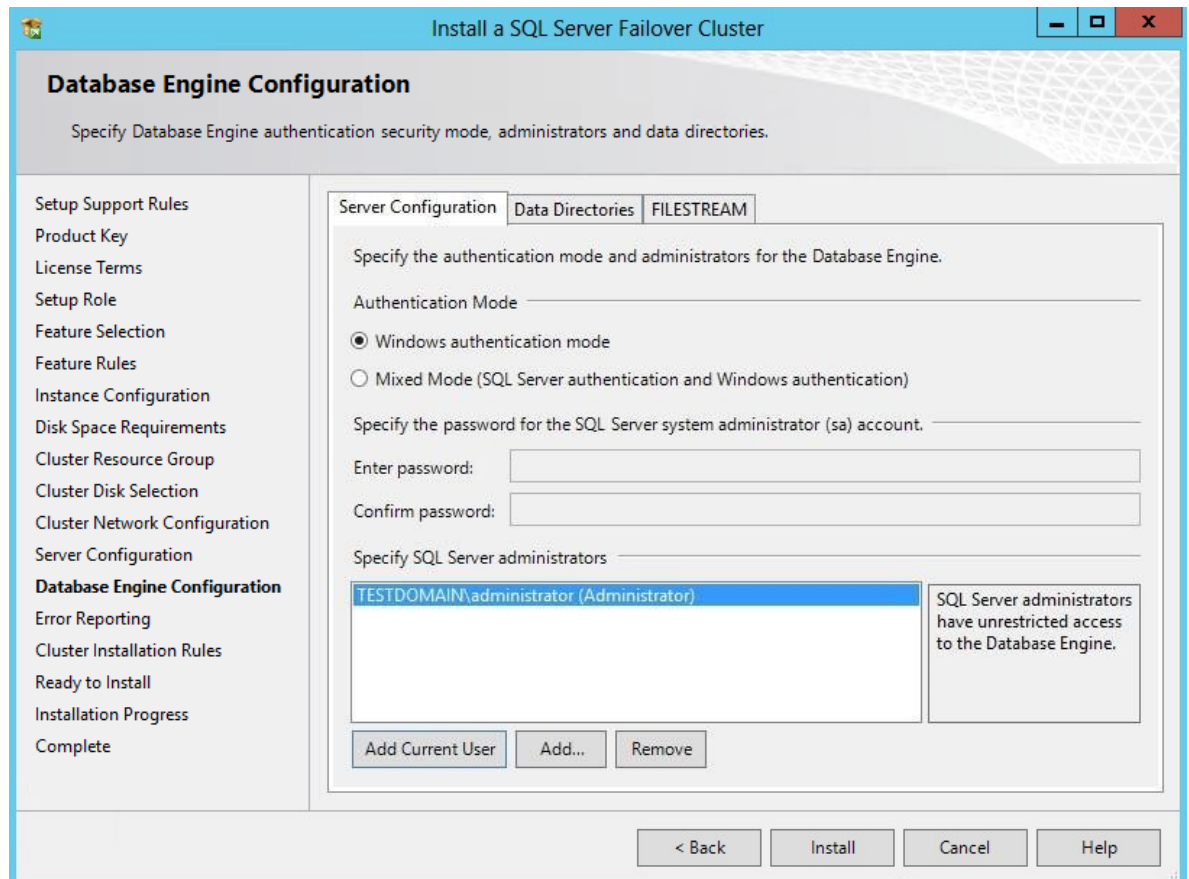 Install a SQL Server Failover Cluster
Database Engine Configuration
Specify Database Engine authentication security mode, administrators and data directories.
Setup Support Rules
Product Key
License Terms
Setup Role
Feature Selection
Feature Rules
Instance Configuration
Disk Space Requirements
Cluster Resource Group
Cluster Disk Selection
Cluster Network Configuration
Server Configuration
Database Engine Configuration
Error Reporting
Cluster Installation Rules
Ready to Install
Installation Progress
Complete
Server Configuration Data Directories FILESTREAM
Specify the authentication mode and administrators for the Database Engine.
Authentication Mode
Windows authentication mode
Mixed Mode (SQL Server authentication and Windows authentication)
Specify the password for the SQL Server system administrator (sa) account.
Enter password:
Confirm password:
Specify SQL Server administrators
TESTDOMAIN\administrator (Administrator)
SQL Server administrators
have unrestricted access
to the Database Engine.
Add Current User Add... Remove
< Back Install Cancel Help